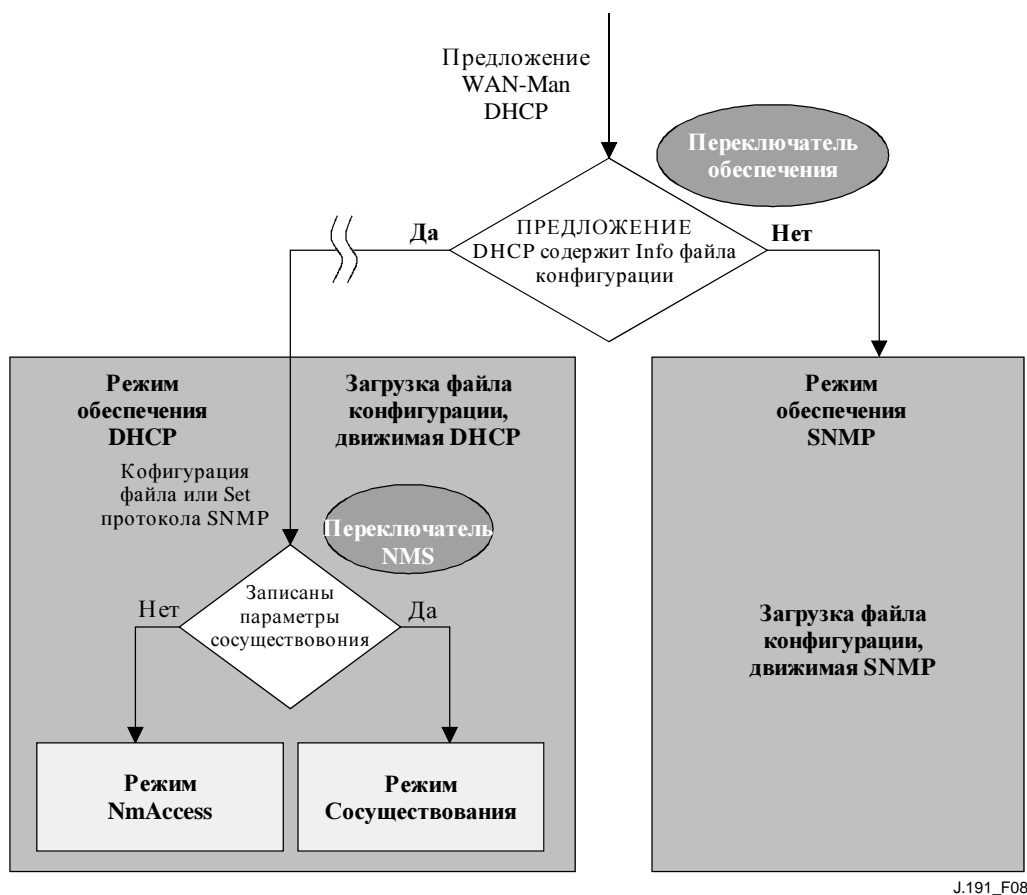 Предложение
WAN-Man
DHCP
Переключатель
обеспечения
Да
ПРЕДЛОЖЕНИЕ
DHCP содержит Info файла
конфигурации
Нет
Режим
обеспечения
DHCP
Загрузка файла
конфигурации,
движимая DHCP
Кофигурация
файла или Set
протокола SNMP
Переключатель
NMS
Нет
Записаны
параметры
сосуществовония
Да
Режим
NmAccess
Режим
Сосуществования
Режим
обеспечения
SNMP
Загрузка файла
конфигурации,
движимая SNMP
J.191_F08